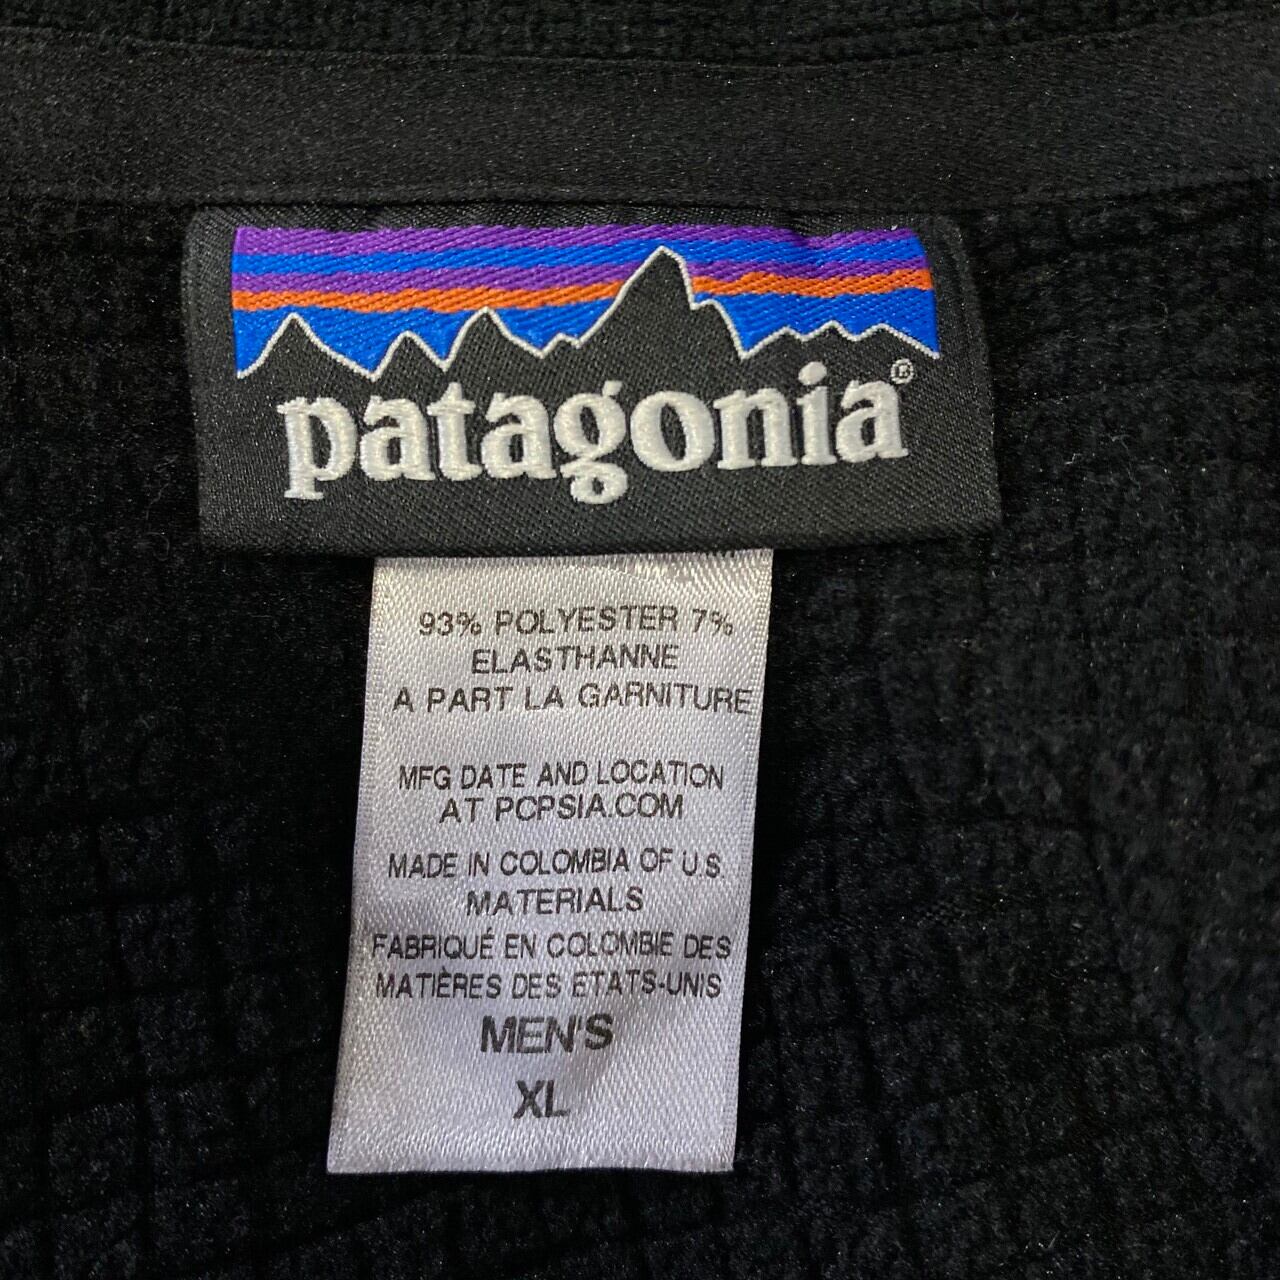 patagonia®
93% POLYESTER 7%
ELASTHANNE
A PART LA GARNITURE
MFG DATE AND LOCATION
AT PCPSIA.COM
MADE IN COLOMBIA OF U.S
MATERIALS
FABRIQUÉ EN COLOMBIE DES
MATIÈRES DES ETATS-UNIS
MEN'S
XL